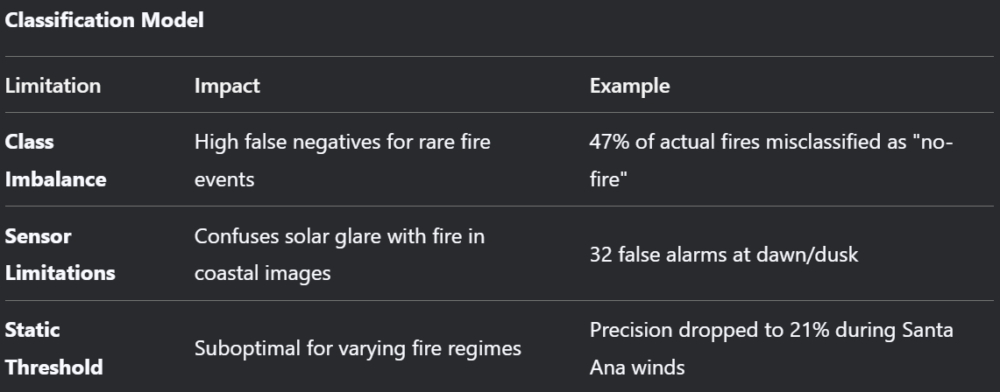 Classification Model
Limitation Impact Example
Class Imbalance High false negatives for rare fire events 47% of actual fires misclassified as "no-fire"
Sensor Limitations Confuses solar glare with fire in coastal images 32 false alarms at dawn/dusk
Static Threshold Suboptimal for varying fire regimes Precision dropped to 21% during Santa Ana winds